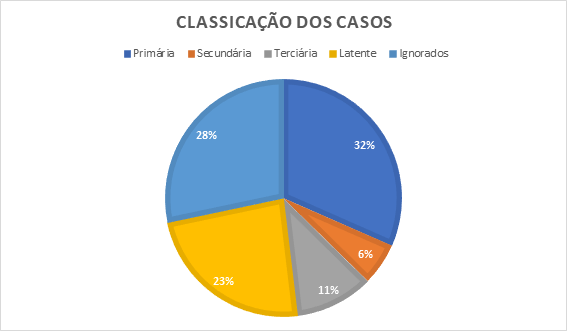 CLASSICAÇÃO DOS CASOS
Primária Secundária Terciária Latente Ignorados
28%
32%
6%
23%
11%